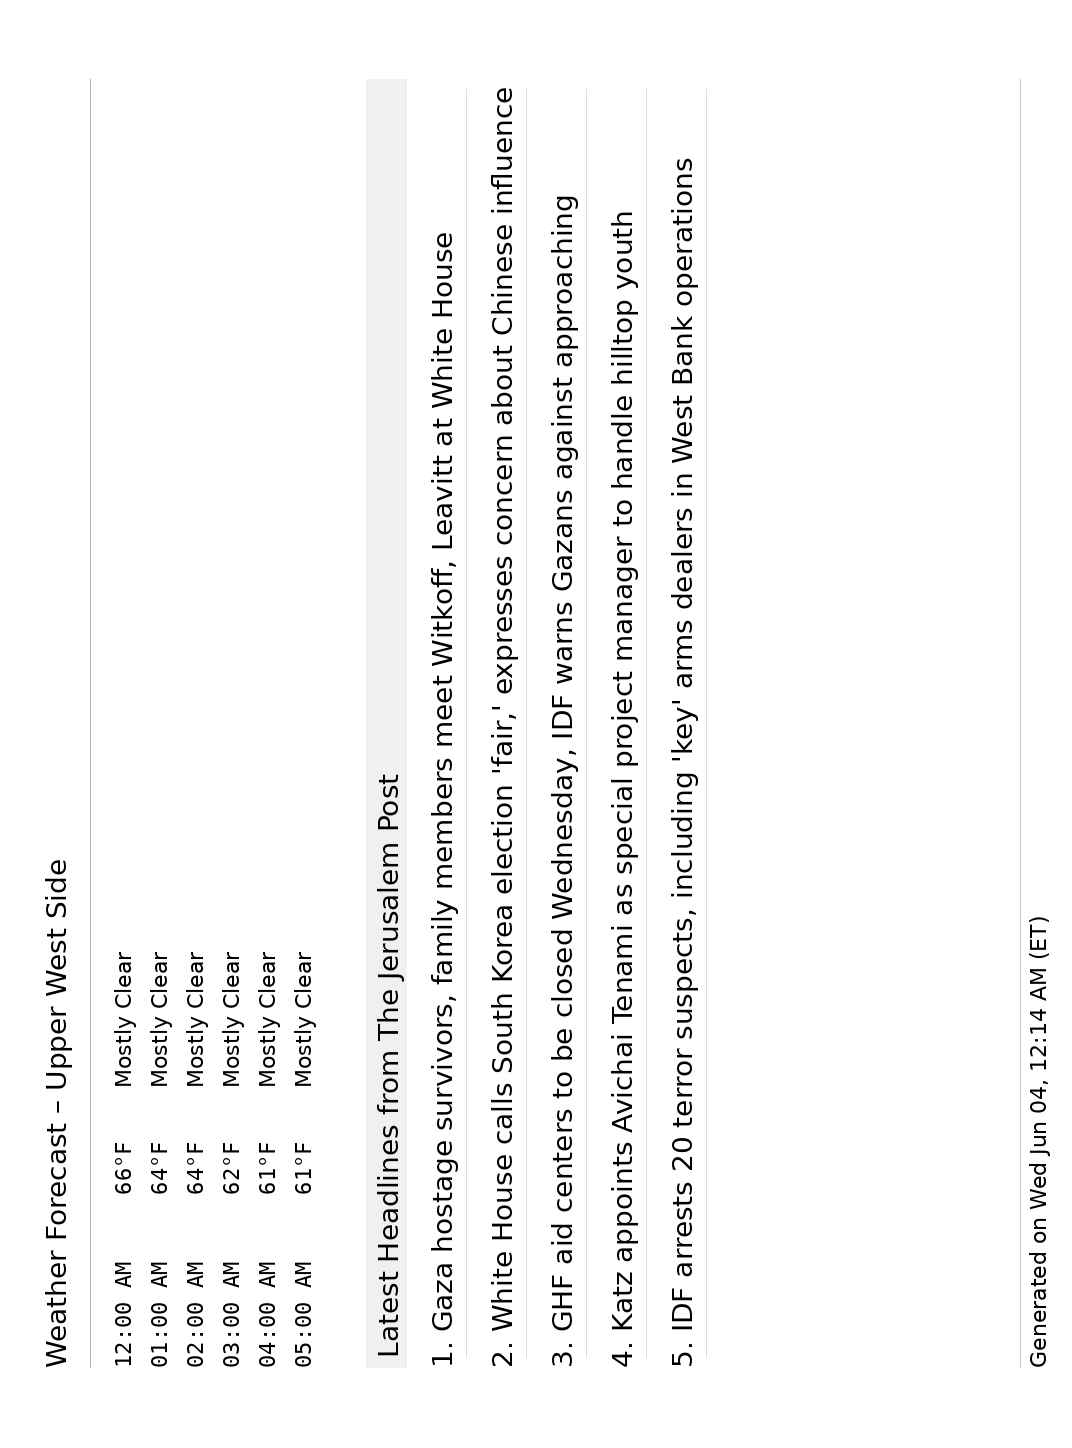 Weather Forecast – Upper West Side
12:00 AM 66°F Mostly Clear
01:00 AM 64°F Mostly Clear
02:00 AM 64°F Mostly Clear
03:00 AM 62°F Mostly Clear
04:00 AM 61°F Mostly Clear
05:00 AM 61°F Mostly Clear
Latest Headlines from The Jerusalem Post
1. Gaza hostage survivors, family members meet Witkoff, Leavitt at White House
2. White House calls South Korea election 'fair,' expresses concern about Chinese influence
3. GHF aid centers to be closed Wednesday, IDF warns Gazans against approaching
4. Katz appoints Avichai Tenami as special project manager to handle hilltop youth
5. IDF arrests 20 terror suspects, including 'key' arms dealers in West Bank operations
Generated on Wed Jun 04, 12:14 AM (ET)